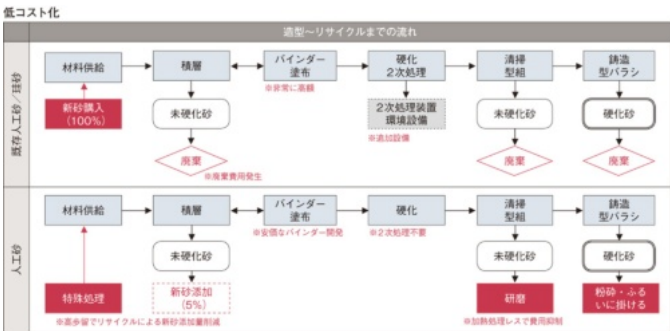 低コスト化
造型〜リサイクルまでの流れ
既存人工砂／珪砂
材料供給
積層
バインダー
塗布
硬化
2次処理
清掃
型組
鋳造
型バラシ
※非常に高額
新砂購入
(100%)
未硬化砂
2次処理装置
環境設備
未硬化砂
硬化砂
※追加設備
廃棄
廃棄
廃棄
※廃棄費用発生
人工砂
材料供給
積層
バインダー
塗布
硬化
清掃
型組
鋳造
型バラシ
※安価なバインダー開発
※2次処理不要
未硬化砂
未硬化砂
硬化砂
特殊処理
新砂添加
(5%)
研磨
粉砕・ふる
いに掛ける
※高歩留でリサイクルによる新砂添加量削減
※加熱処理レスで費用抑制